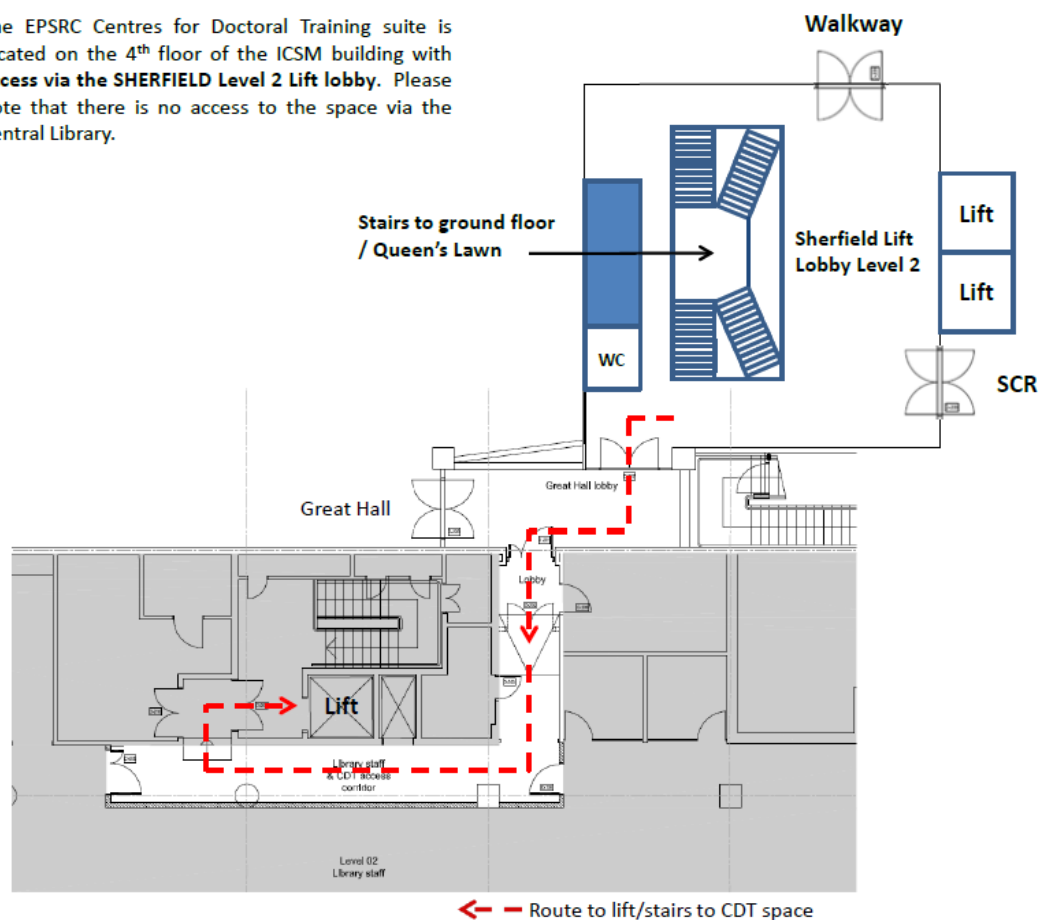 he EPSRC Centres for Doctoral Training suite is
cated on the 4th floor of the ICSM building with
cess via the SHERFIELD Level 2 Lift lobby. Please
ote that there is no access to the space via the
entral Library.
Walkway
Stairs to ground floor
/ Queen's Lawn
Sherfield Lift
Lobby Level 2
Lift
Lift
WC
SCR
Great Hall lobby
Great Hall
Lobby
Lift
Library staff
& CDT access
corridor
Level 02
Library staff
Route to lift/stairs to CDT space